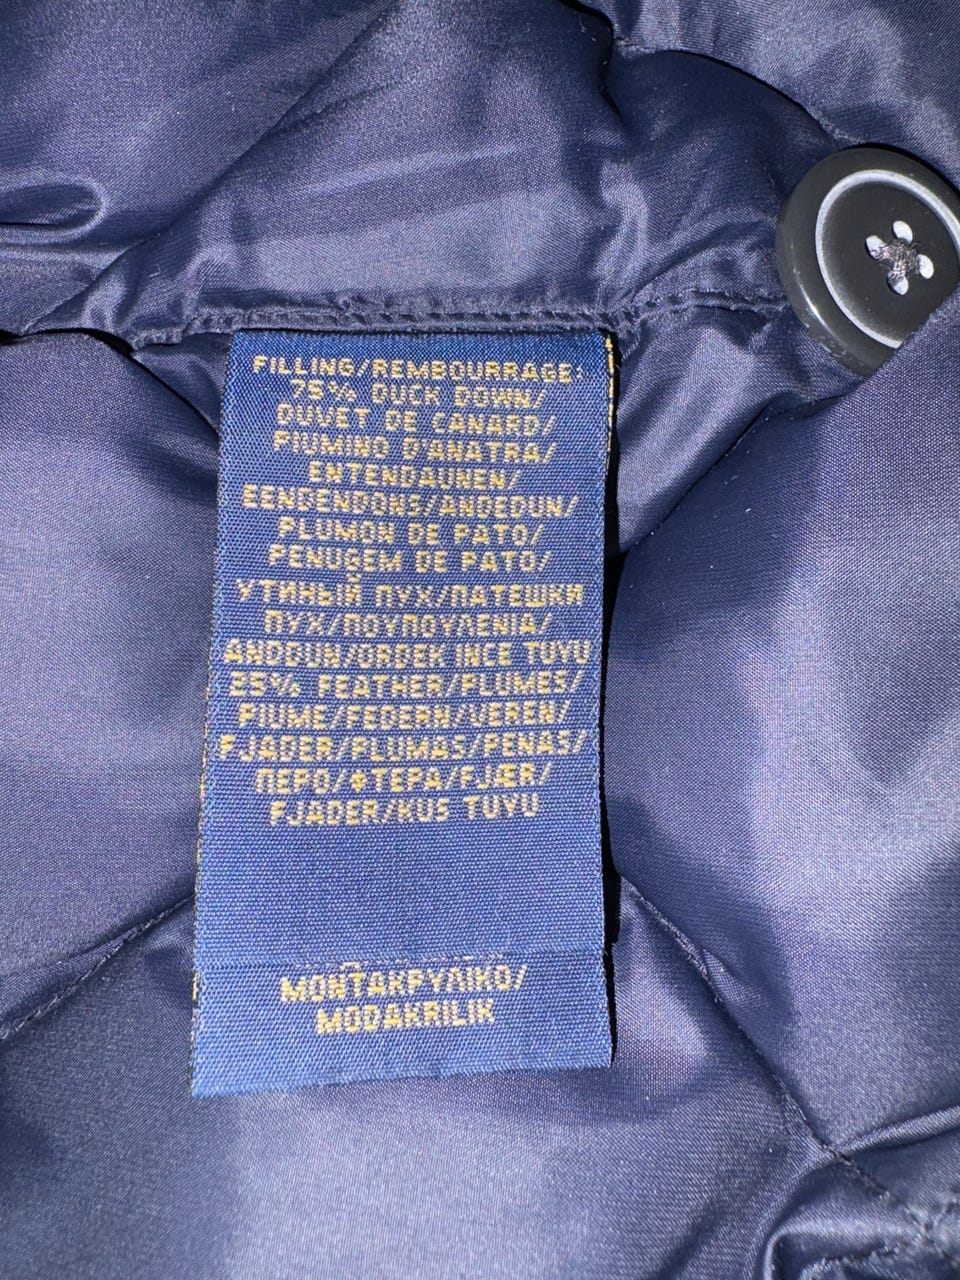 FILLING/REMBOURRAGE:
75% DUCK DOWN/
DUVET DE CANARD/
PIUMINO D'ANATRA/
ENTENDAUNEN/
EENDENDONS/ANDEDUN/
PLUMON DE PATO/
PENUGEM DE PATO/
УТИНЫЙ ПУХ/ПАТЕШКИ
ПУХ/ΠΟΥΠΟΥΛΕΝΙΑ/
ANDDUN/ORDEK INCE TUYU
25% FEATHER/PLUMES/
PIUME/FEDERN/VEREN/
FJADER/PLUMAS/PENAS/
ПЕРО/ΦΤΕΡΑ/FJÆR/
FJADER/KUS TUYU
ΜΟΝΤΑΚΡΥΛΙΚΟ/
MODAKRILIK